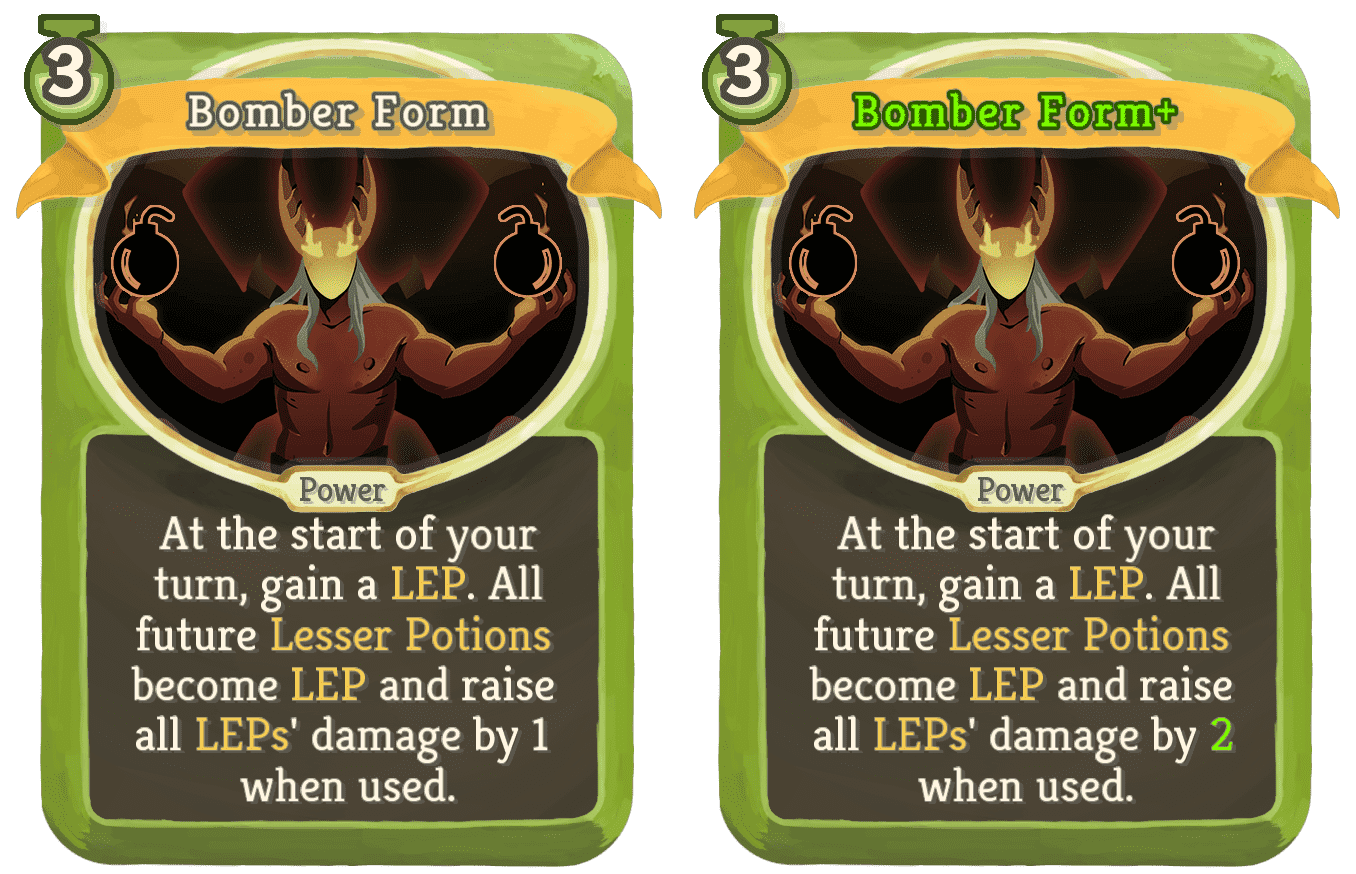 3
Bomber Form
Power
At the start of your
turn, gain a LEP. All
future Lesser Potions
become LEP and raise
all LEPs' damage by 1
when used.
3
Bomber Form+
Power
At the start of your
turn, gain a LEP. All
future Lesser Potions
become LEP and raise
all LEPs' damage by 2
when used.